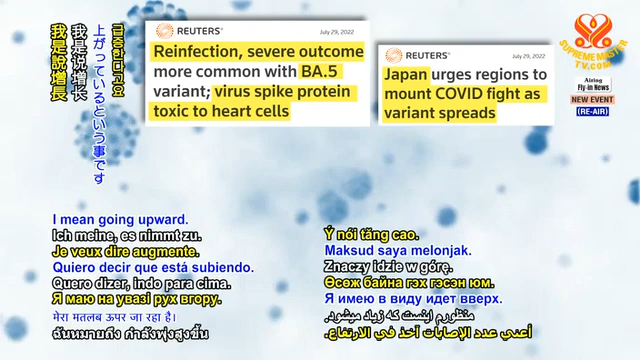 急증한다고요
上がっているという事です
我是说增长
我是說增長
REUTERS®
July 29, 2022
Reinfection, severe outcome
more common with BA.5
variant; virus spike protein
toxic to heart cells
REUTERS®
July 29, 2022
Japan urges regions to
mount COVID fight as
variant spreads
SUPREME MASTER
TV.COM
Airing
Fly-in News
NEW EVENT
(RE-AIR)
I mean going upward.
Ich meine, es nimmt zu.
Je veux dire augmente.
Quiero decir que está subiendo.
Quero dizer, indo para cima.
Я маю на увазі рух вгору.
मेरा मतलब ऊपर जा रहा है।
ฉันหมายถึง กำลังพุ่งสูงขึ้น
Ý nói tăng cao.
Maksud saya melonjak.
Znaczy idzie w górę.
Өсөж байна гэх гэсэн юм.
Я имею в виду идет вверх.
منظورم اینست که زیاد میشود.
أعني عدد الإصابات آخذ في الارتفاع.